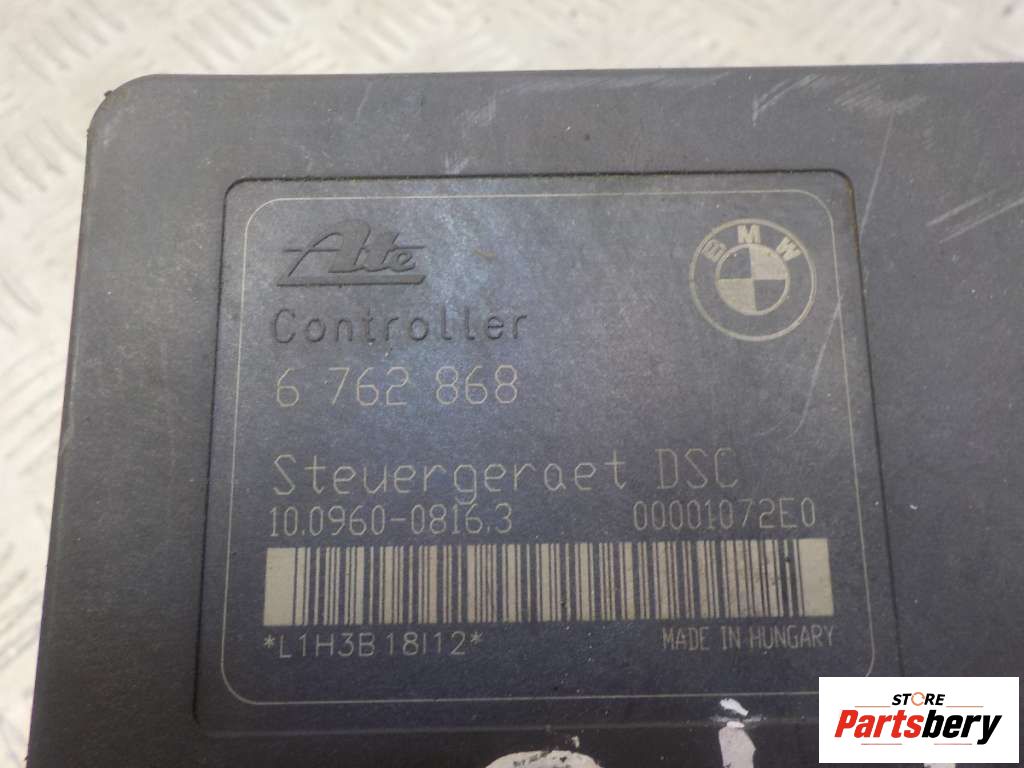 Ate
BMW
Controller
6 762 868
Steuergeraet DSC
10.0960-0816.3 00001072E0
*L1H3B18I12*
MADE IN HUNGARY
STORE
Partsbery